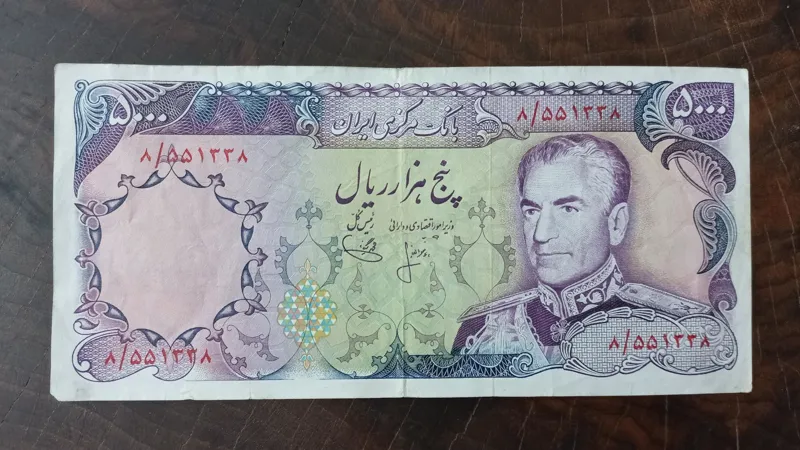 ۵۰۰۰
بانک مرکزی ایران
۵۰۰۰
۸/۵۵۱۳۳۸
۸/۵۵۱۳۳۸
پنج هزار ریال
وزیر امور اقتصادی و دارائی
رئیس کل
۸/۵۵۱۳۳۸
۸/۵۵۱۳۳۸